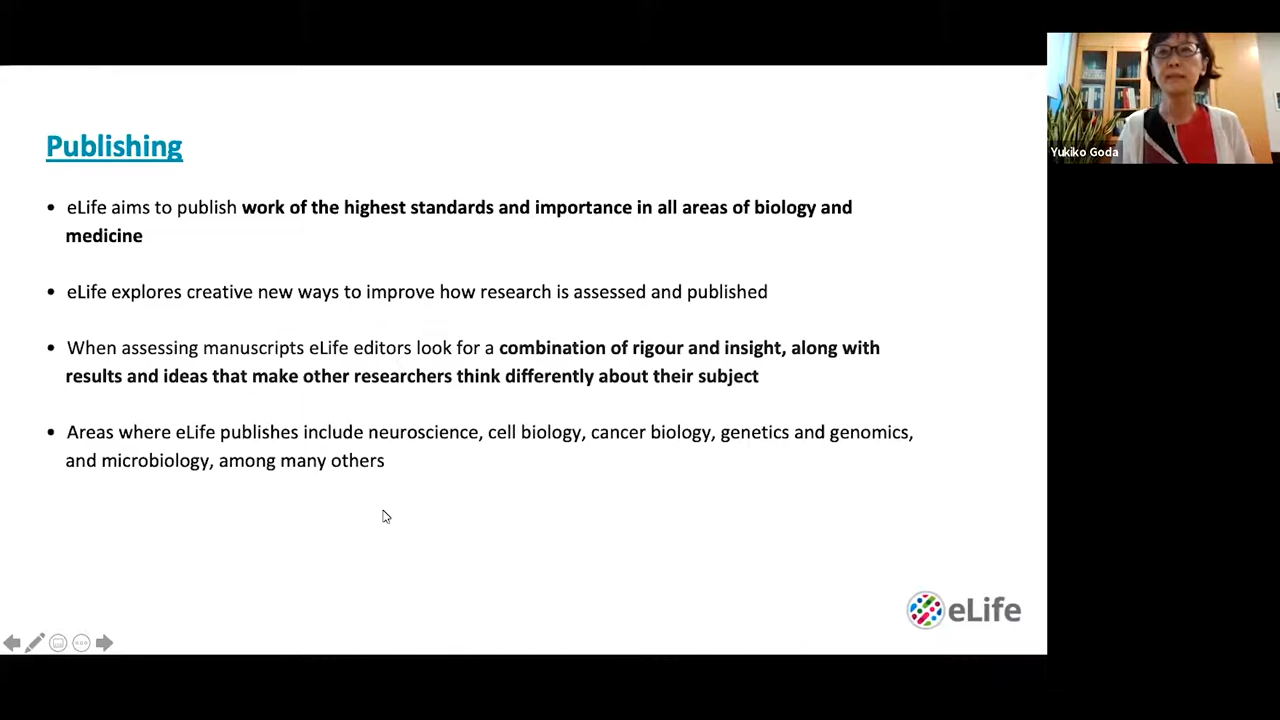 Publishing
• eLife aims to publish work of the highest standards and importance in all areas of biology and
medicine
• eLife explores creative new ways to improve how research is assessed and published
• When assessing manuscripts eLife editors look for a combination of rigour and insight, along with
results and ideas that make other researchers think differently about their subject
• Areas where eLife publishes include neuroscience, cell biology, cancer biology, genetics and genomics,
and microbiology, among many others
eLife
Yukiko Goda